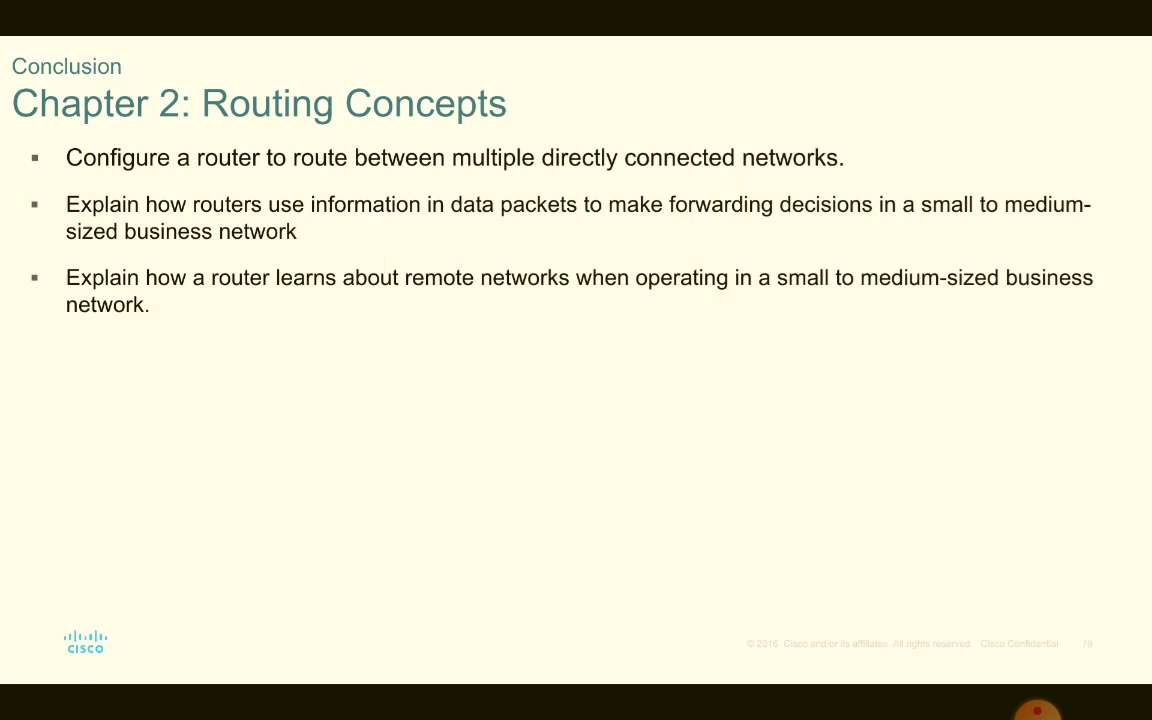 Conclusion
Chapter 2: Routing Concepts
▪ Configure a router to route between multiple directly connected networks.
▪ Explain how routers use information in data packets to make forwarding decisions in a small to medium-
sized business network
▪ Explain how a router learns about remote networks when operating in a small to medium-sized business
network.
CISCO
© 2016 Cisco and/or its affiliates. All rights reserved. Cisco Confidential 79